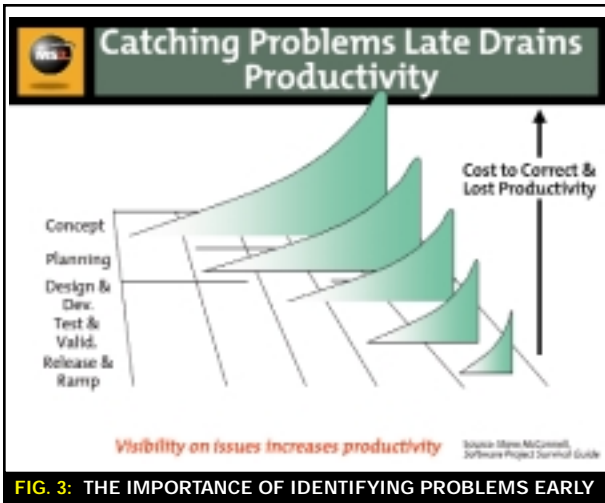 Catching Problems Late Drains
Productivity
Cost to Correct &
Lost Productivity
Concept
Planning
Design &
Dev.
Test &
Valid.
Release &
Ramp
Visibility on issues increases productivity
Source: Steve McConnell,
Software Project Survival Guide
FIG. 3: THE IMPORTANCE OF IDENTIFYING PROBLEMS EARLY